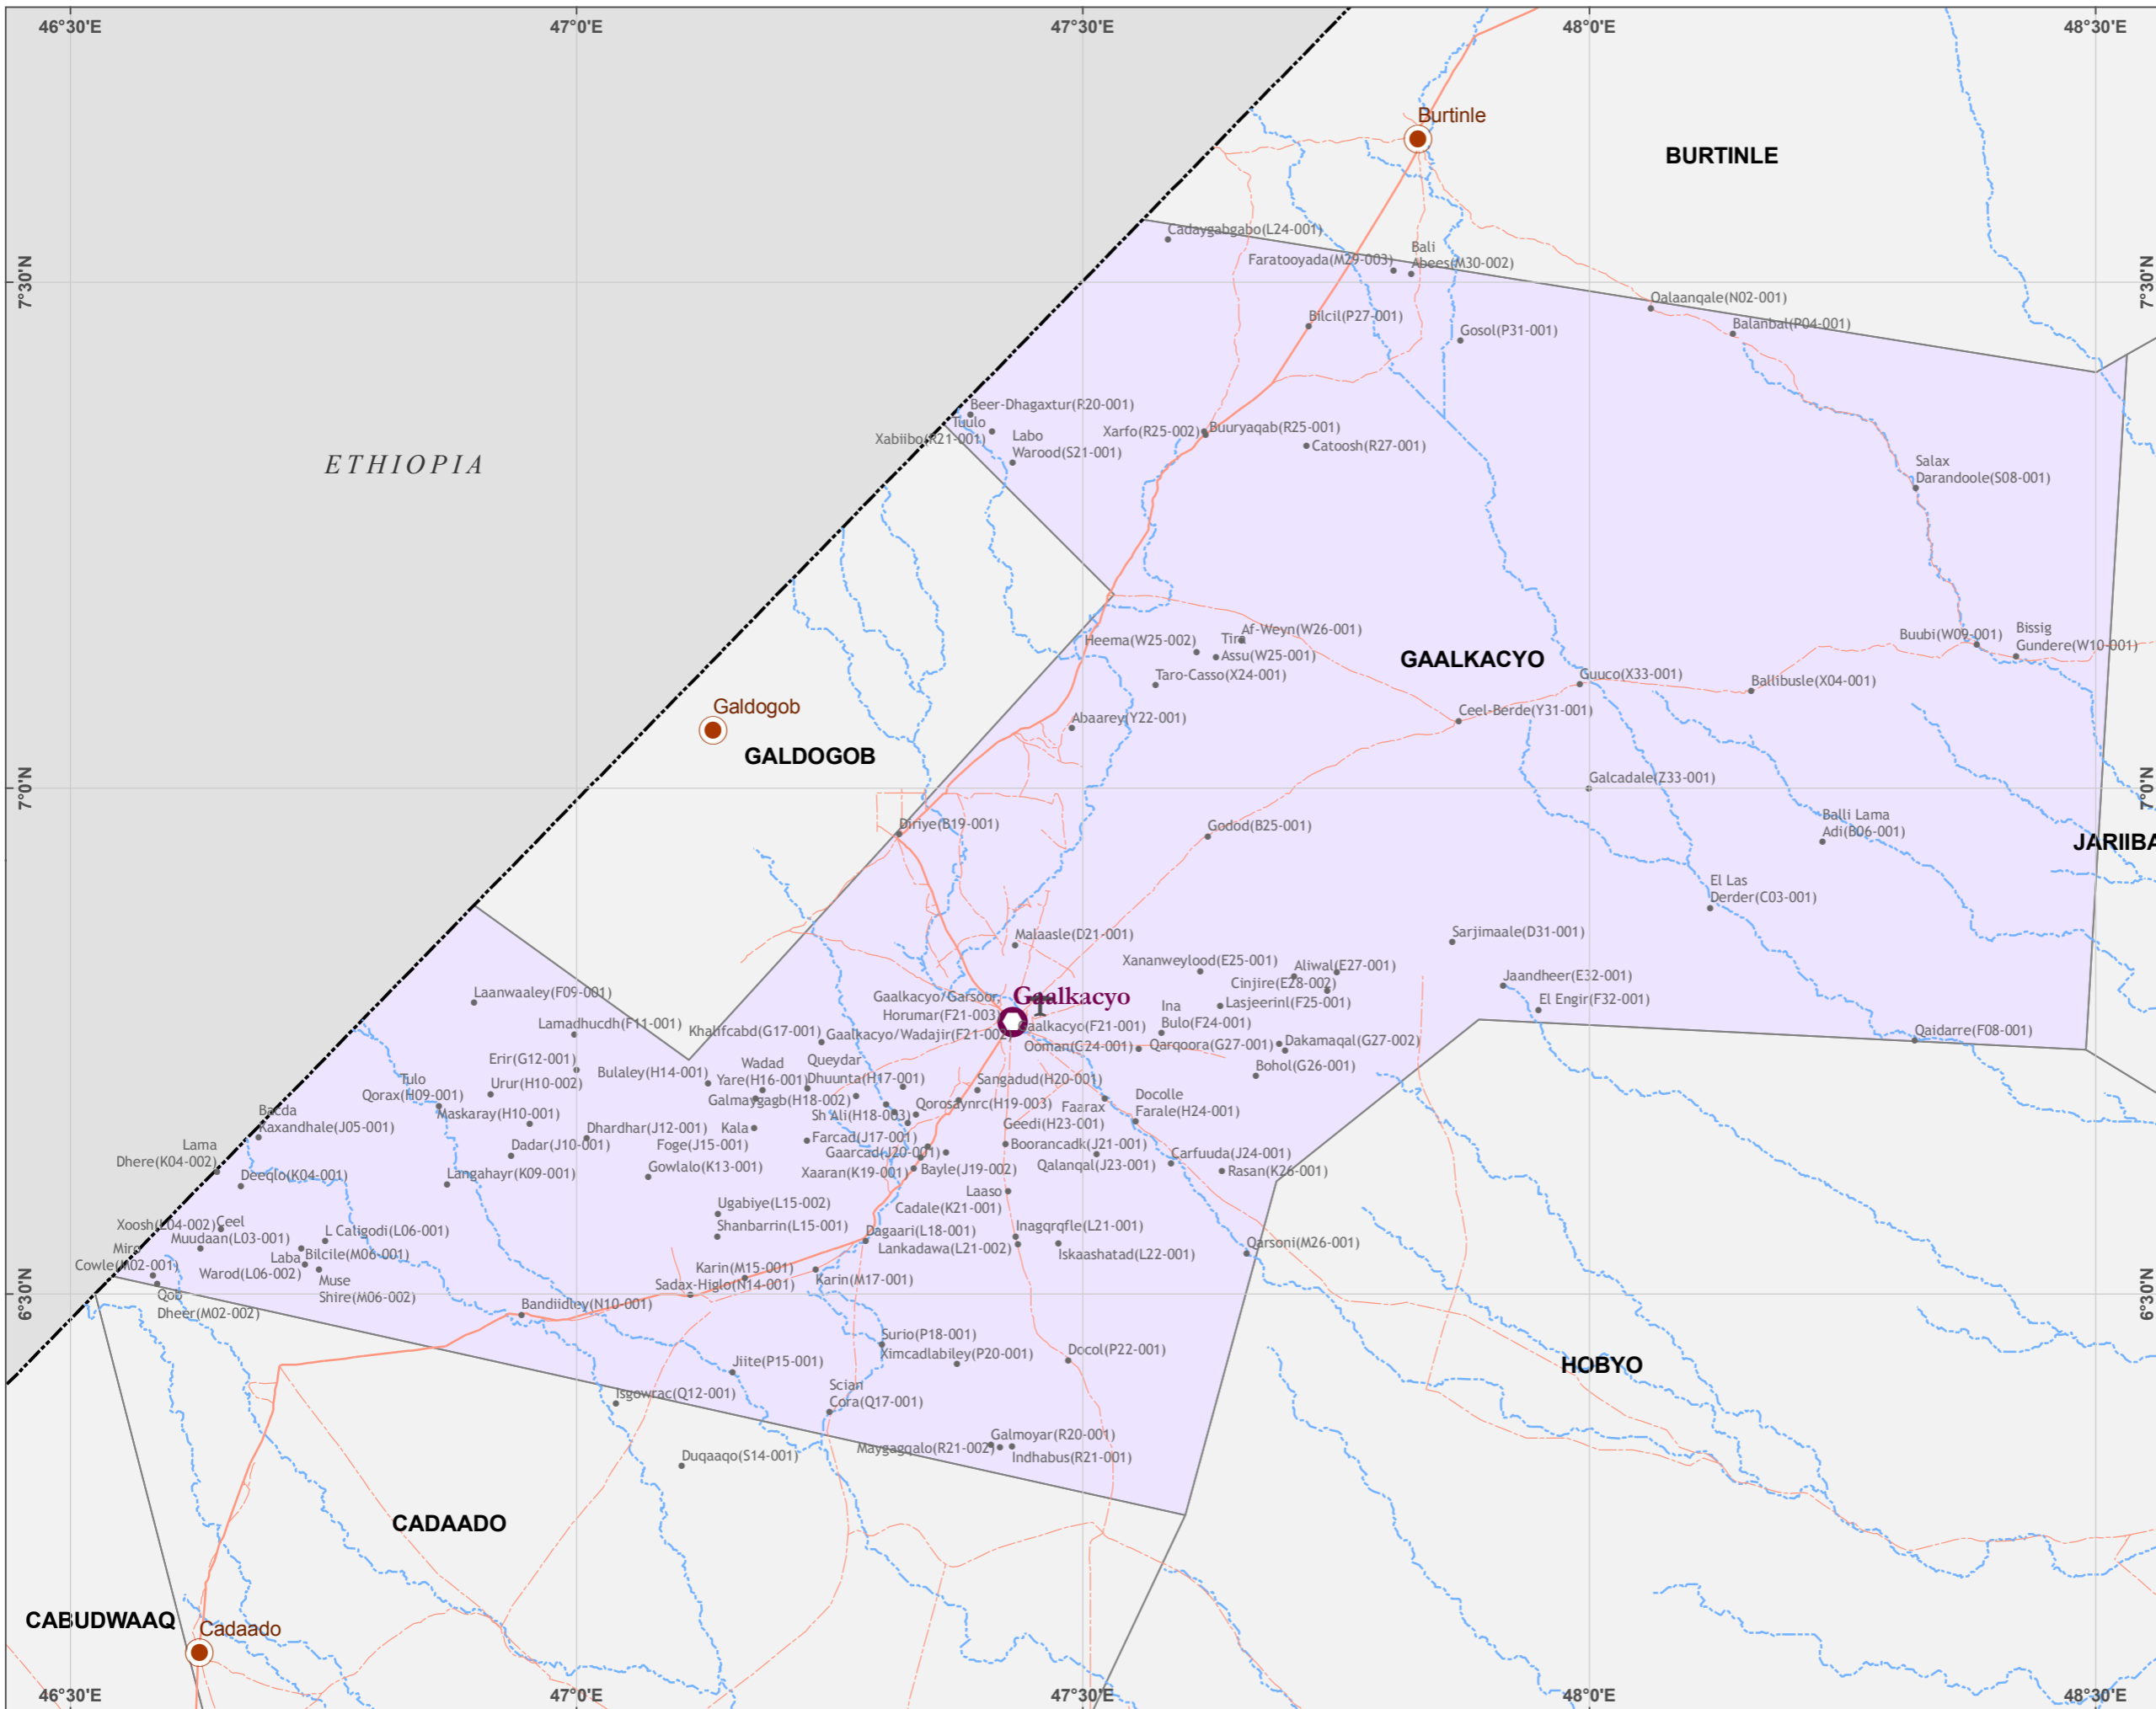 46°30'E 47°0'E 47°30'E 48°0'E 48°30'E
Burtinle
BURTINLE
Cadaygabgabo(L24-001)
Bali
Faratooyada(M29-003)
Abees(M30-002)
7°30'N
7°30'N
Qalaanqale(N02-001)
Bilcil(P27-001)
Balanbal(P04-001)
Gosol(P31-001)
Beer-Dhagaxtur(R20-001)
Tuulo
Xabiibo(R21-001)
Labo
Warood(S21-001)
Xarfo(R25-002)
Buuryaqab(R25-001)
Catoosh(R27-001)
ETHIOPIA
Salax
Darandoole(S08-001)
Af-Weyn(W26-001)
Heema(W25-002)
Tira
Assu(W25-001)
Buubi(W09-001)
Bissig
Gundere(W10-001)
GAALKACYO
Taro-Casso(X24-001)
Guuco(X33-001)
Ballibusle(X04-001)
Galdogob
Abaarey(Y22-001)
Ceel-Berde(Y31-001)
GALDOGOB
7°0'N
7°0'N
Galcadale(Z33-001)
Diriye(B19-001)
Godod(B25-001)
Balli Lama
Adi(B06-001)
JARIIBA
El Las
Derder(C03-001)
Malaasle(D21-001)
Sarjimaale(D31-001)
Xananweylood(E25-001)
Aliwal(E27-001)
Cinjire(E28-002)
Jaandheer(E32-001)
Laanwaaley(F09-001)
Gaalkacyo/Garsoor
Gaalkacyo
Horumar(F21-003)
Ina
Lasjeerinl(F25-001)
El Engir(F32-001)
Lamadhucdh(F11-001)
Khalifcabd(G17-001)
Gaalkacyo/Wadajir(F21-002)
Gaalkacyo(F21-001)
Bulo(F24-001)
Qaidarre(F08-001)
Ooman(G24-001)
Qarqoora(G27-001)
Dakamaqal(G27-002)
Erir(G12-001)
Wadad
Queydar
Bohol(G26-001)
Bulaley(H14-001)
Yare(H16-001)
Dhuunta(H17-001)
Sangadud(H20-001)
Tulo
Qorax(H09-001)
Urur(H10-002)
Galmaygagb(H18-002)
Qorosaynrc(H19-003)
Docolle
Farale(H24-001)
Bacda
Raxandhale(J05-001)
Maskaray(H10-001)
Sh Ali(H18-003)
Faarax
Geedi(H23-001)
Dhardhar(J12-001)
Kala
Foge(J15-001)
Farcad(J17-001)
Boorancadk(J21-001)
Lama
Dhere(K04-002)
Dadar(J10-001)
Gaarcad(J20-001)
Carfuuda(J24-001)
Gowlalo(K13-001)
Xaaran(K19-001)
Bayle(J19-002)
Qalanqal(J23-001)
Rasan(K26-001)
Deeqlo(K04-001)
Langahayr(K09-001)
Laaso
Cadale(K21-001)
Ugabiye(L15-002)
Xoosh(L04-002)
Ceel
Muudaan(L03-001)
L Caligodi(L06-001)
Shanbarrin(L15-001)
Dagaari(L18-001)
Inagqrqfle(L21-001)
Miro
Cowle(M02-001)
Laba
Warod(L06-002)
Bilcile(M06-001)
Lankadawa(L21-002)
Iskaashatad(L22-001)
Qarsoni(M26-001)
Muse
Shire(M06-002)
Karin(M15-001)
Karin(M17-001)
6°30'N
6°30'N
Qob
Dheer(M02-002)
Sadax-Higlo(N14-001)
Bandiidley(N10-001)
Surio(P18-001)
Ximcadlabiley(P20-001)
Docol(P22-001)
Jiite(P15-001)
HOBYO
Isgowrac(Q12-001)
Scian
Cora(Q17-001)
Galmoyar(R20-001)
Maygagqalo(R21-002)
Indhabus(R21-001)
Duqaaqo(S14-001)
CADAADO
CABUDWAAQ
Cadaado
46°30'E 47°0'E 47°30'E 48°0'E 48°30'E